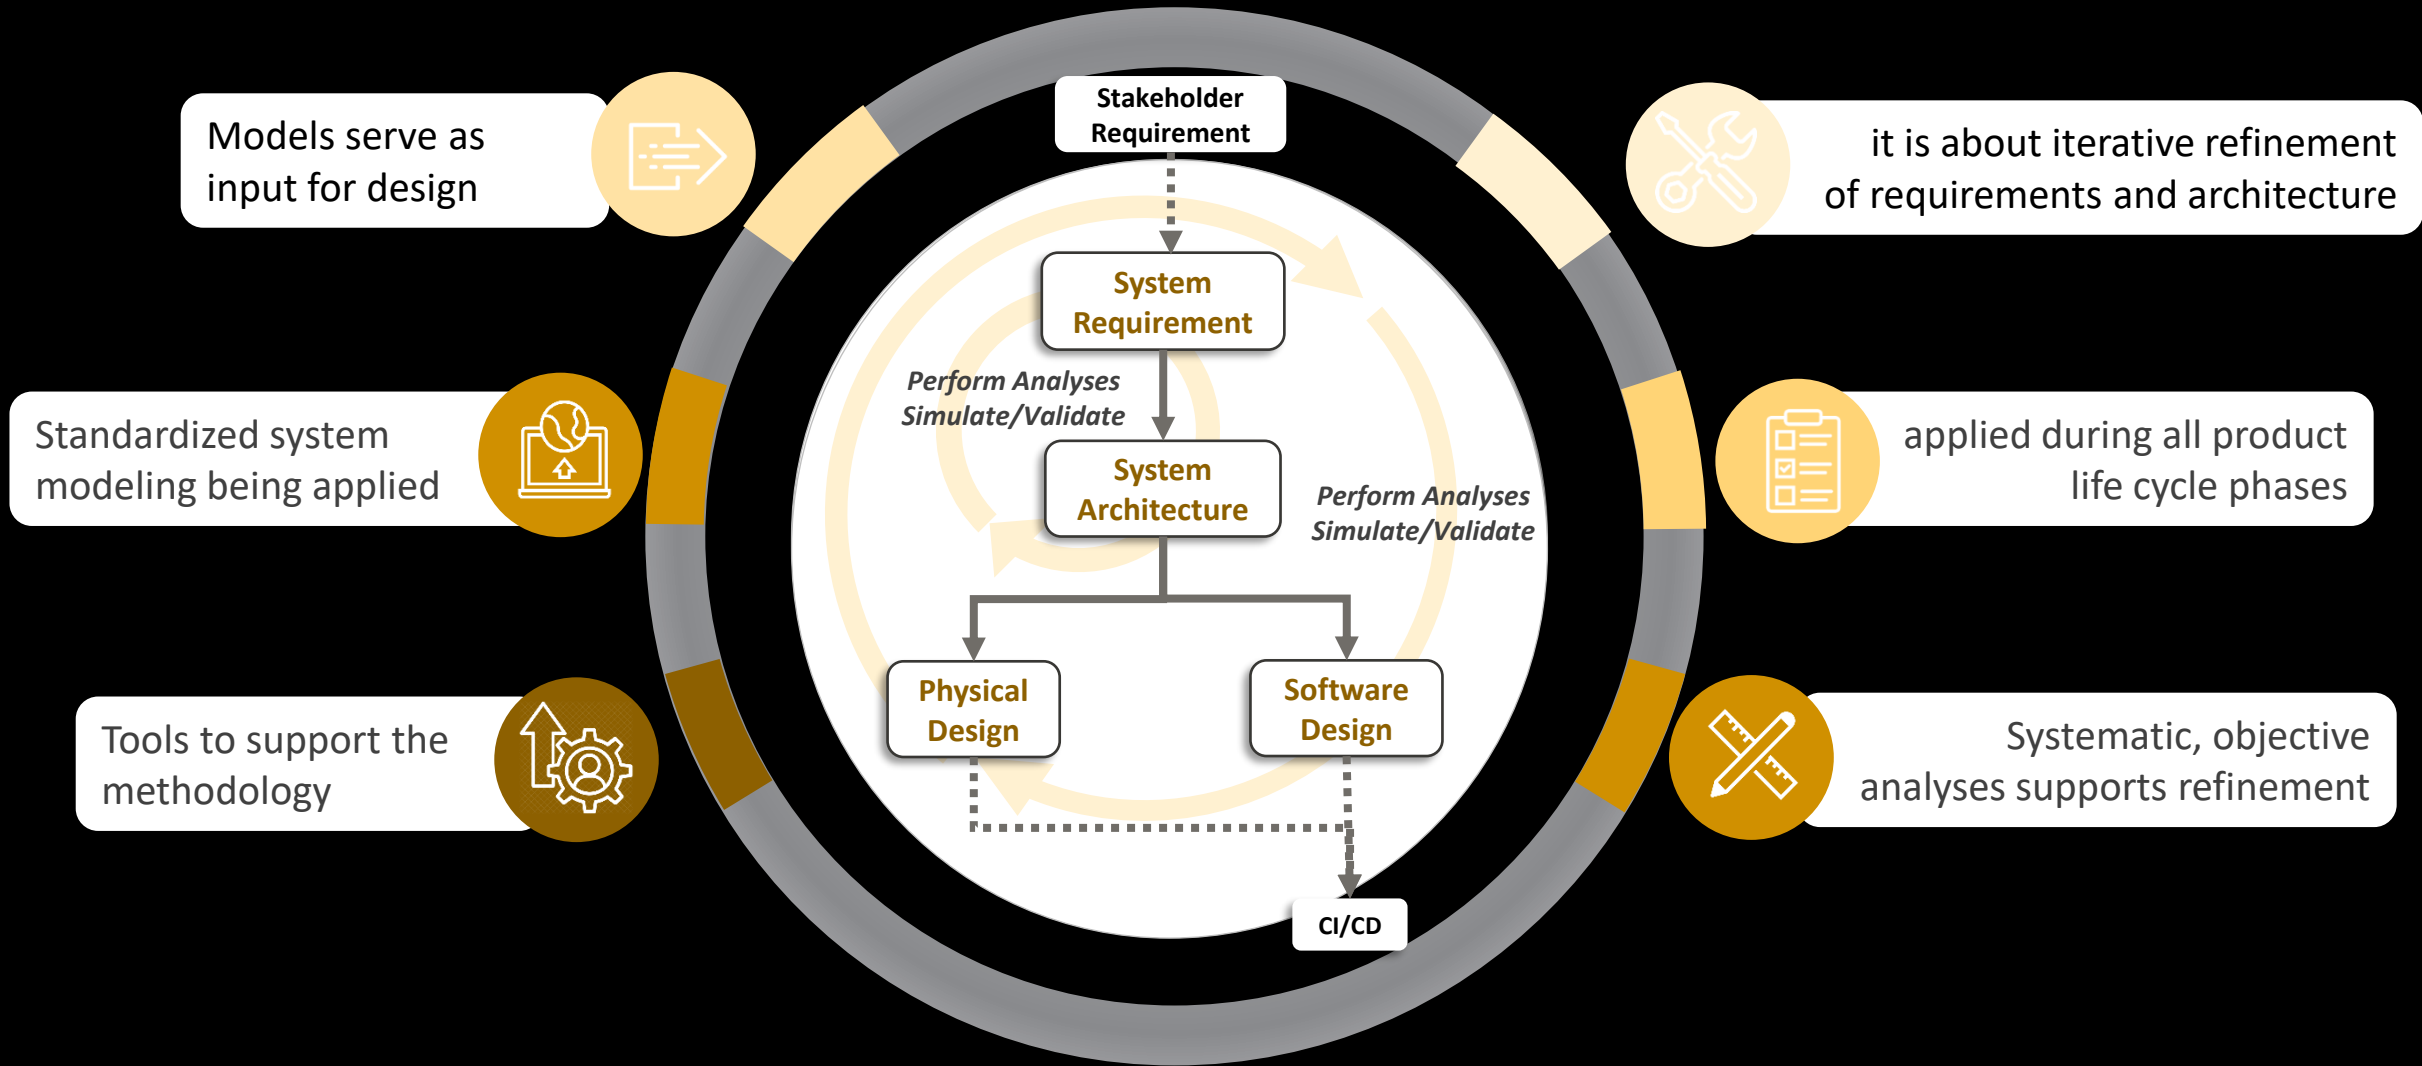 Models serve as
input for design
Standardized system
modeling being applied
Tools to support the
methodology
Stakeholder
Requirement
System
Requirement
Perform Analyses
Simulate/Validate
System
Architecture
Perform Analyses
Simulate/Validate
Physical
Design
Software
Design
CI/CD
it is about iterative refinement
of requirements and architecture
applied during all product
life cycle phases
Systematic, objective
analyses supports refinement